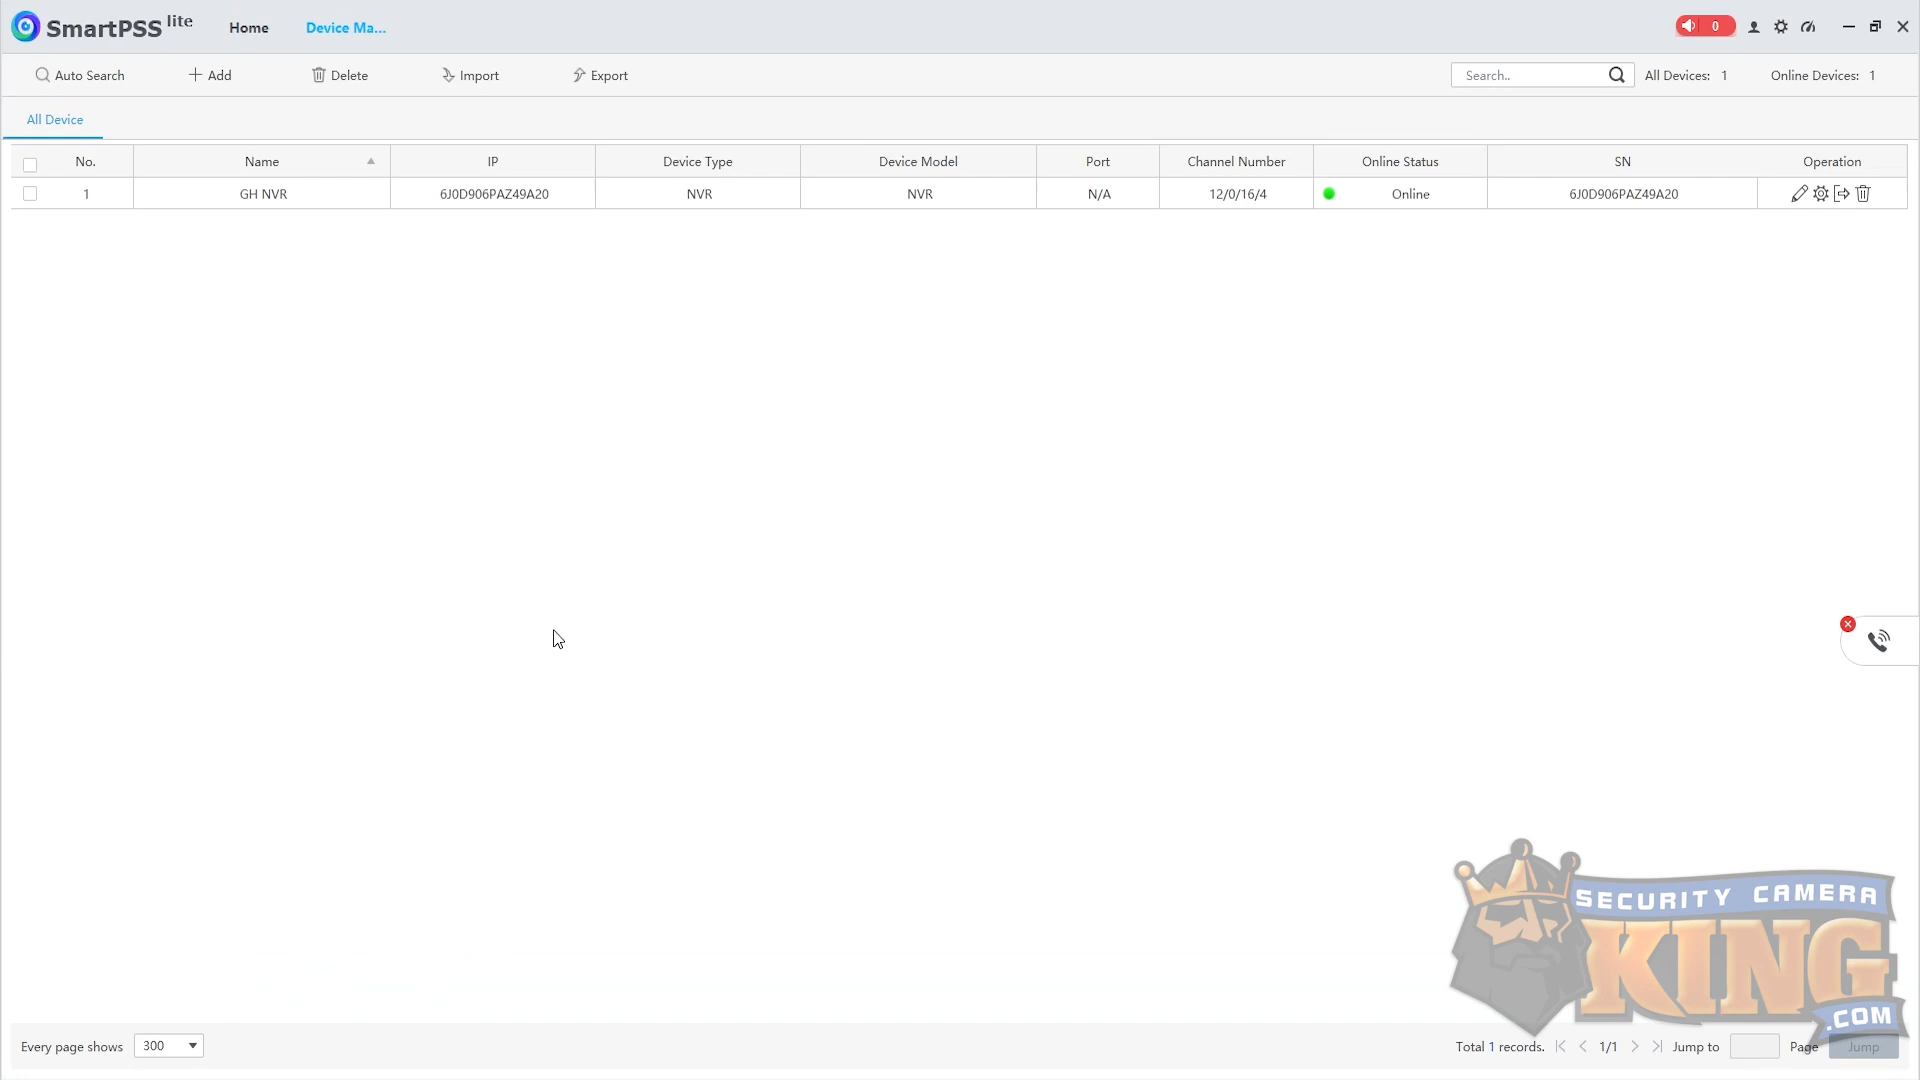 SmartPSS lite Home Device Ma... 0
Auto Search Add Delete Import Export Search.. All Devices: 1 Online Devices: 1
All Device
No. Name IP Device Type Device Model Port Channel Number Online Status SN Operation
1 GH NVR 6J0D906PAZ49A20 NVR NVR N/A 12/0/16/4 Online 6J0D906PAZ49A20
SECURITY CAMERA
KING
.COM
Every page shows 300 Total 1 records. 1/1 Jump to Page Jump